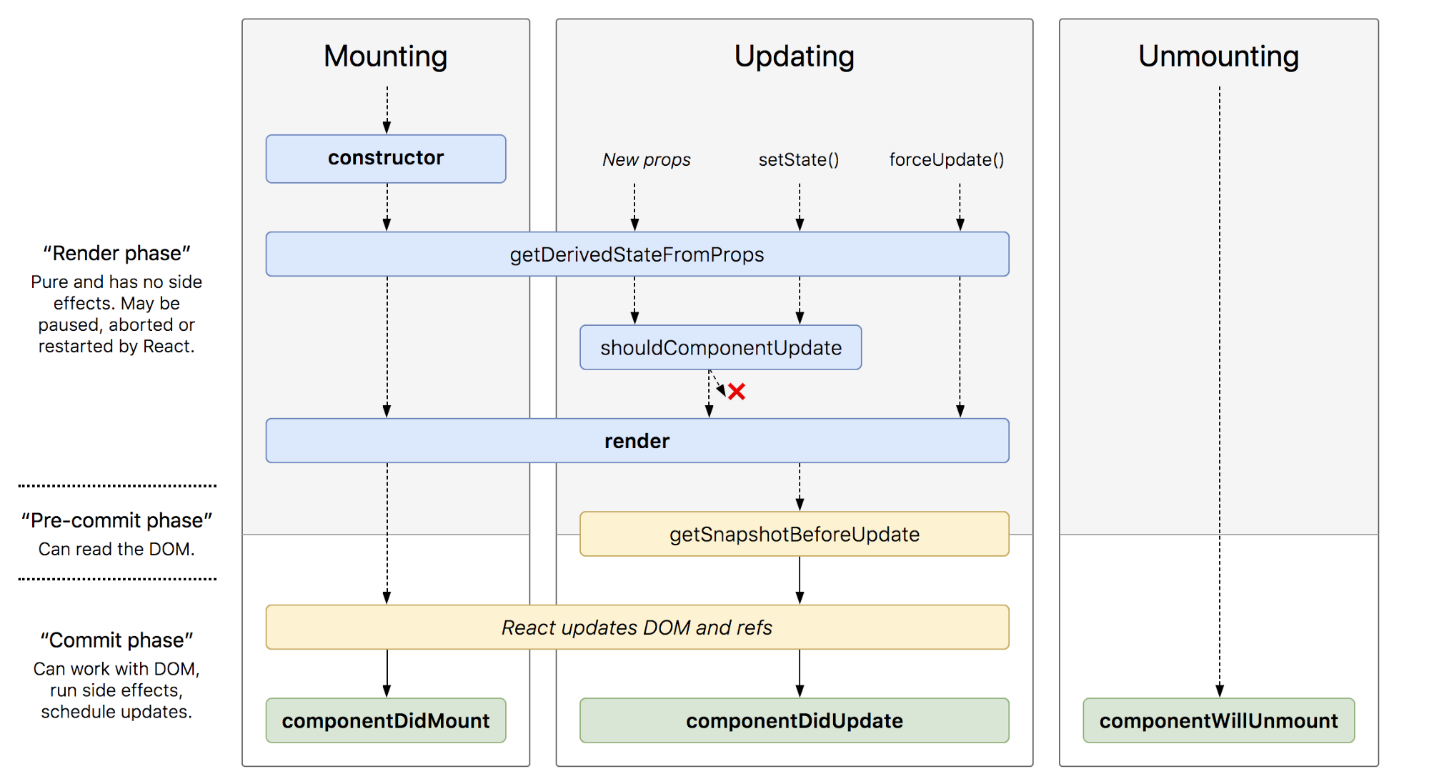 Mounting
Updating
Unmounting
constructor
New props
setState()
forceUpdate()
“Render phase”
Pure and has no side
effects. May be
paused, aborted or
restarted by React.
getDerivedStateFromProps
shouldComponentUpdate
render
“Pre-commit phase”
Can read the DOM.
getSnapshotBeforeUpdate
“Commit phase”
Can work with DOM,
run side effects,
schedule updates.
React updates DOM and refs
componentDidMount
componentDidUpdate
componentWillUnmount